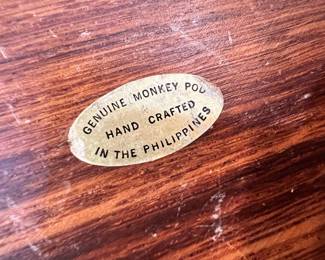 GENUINE MONKEY POD
HAND CRAFTED
IN THE PHILIPPINES